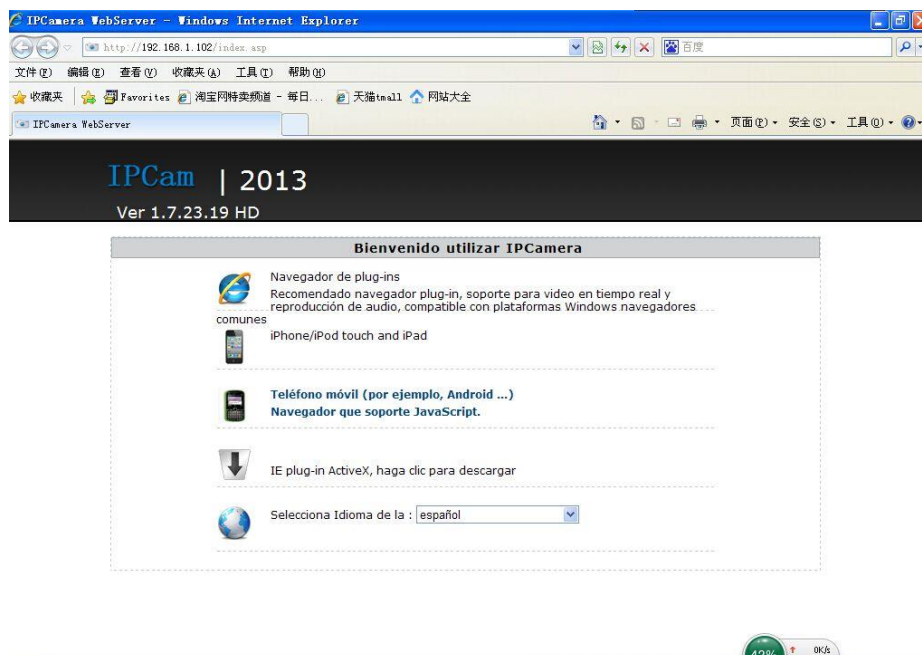 IPCamera WebServer - Windows Internet Explorer
http://192.168.1.102/index.asp 百度
文件(F) 编辑(E) 查看(V) 收藏夹(A) 工具(T) 帮助(H)
收藏夹 Favorites 淘宝网特卖频道 - 每日... 天猫tmall 网站大全
IPCamera WebServer 页面(P) 安全(S) 工具(O)
IPCam | 2013
Ver 1.7.23.19 HD
Bienvenido utilizar IPCamera
Navegador de plug-ins
Recomendado navegador plug-in, soporte para video en tiempo real y
reproducción de audio, compatible con plataformas Windows navegadores
comunes
iPhone/iPod touch and iPad
Teléfono móvil (por ejemplo, Android ...)
Navegador que soporte JavaScript.
IE plug-in ActiveX, haga clic para descargar
Selecciona Idioma de la : español
42% 0K/s